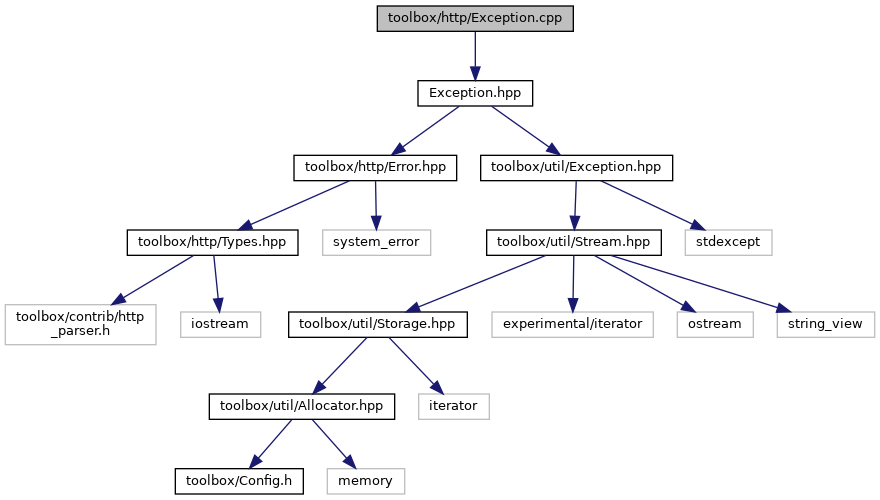 toolbox/http/Exception.cpp
Exception.hpp
toolbox/http/Error.hpp
toolbox/util/Exception.hpp
toolbox/http/Types.hpp
system_error
toolbox/util/Stream.hpp
stdexcept
toolbox/contrib/http
_parser.h
iostream
toolbox/util/Storage.hpp
experimental/iterator
ostream
string_view
toolbox/util/Allocator.hpp
iterator
toolbox/Config.h
memory